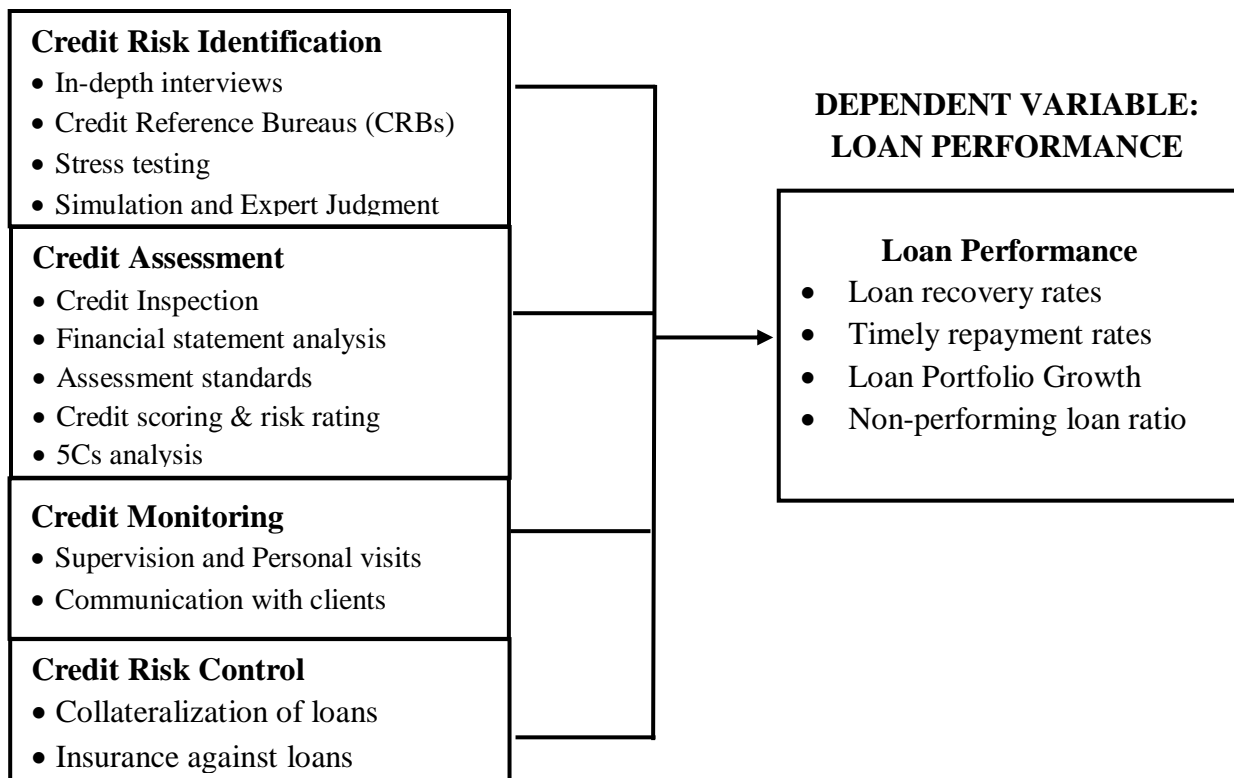 Credit Risk Identification
• In-depth interviews
• Credit Reference Bureaus (CRBs)
• Stress testing
• Simulation and Expert Judgment
Credit Assessment
• Credit Inspection
• Financial statement analysis
• Assessment standards
• Credit scoring & risk rating
• 5Cs analysis
Credit Monitoring
• Supervision and Personal visits
• Communication with clients
Credit Risk Control
• Collateralization of loans
• Insurance against loans
DEPENDENT VARIABLE:
LOAN PERFORMANCE
Loan Performance
• Loan recovery rates
• Timely repayment rates
• Loan Portfolio Growth
• Non-performing loan ratio